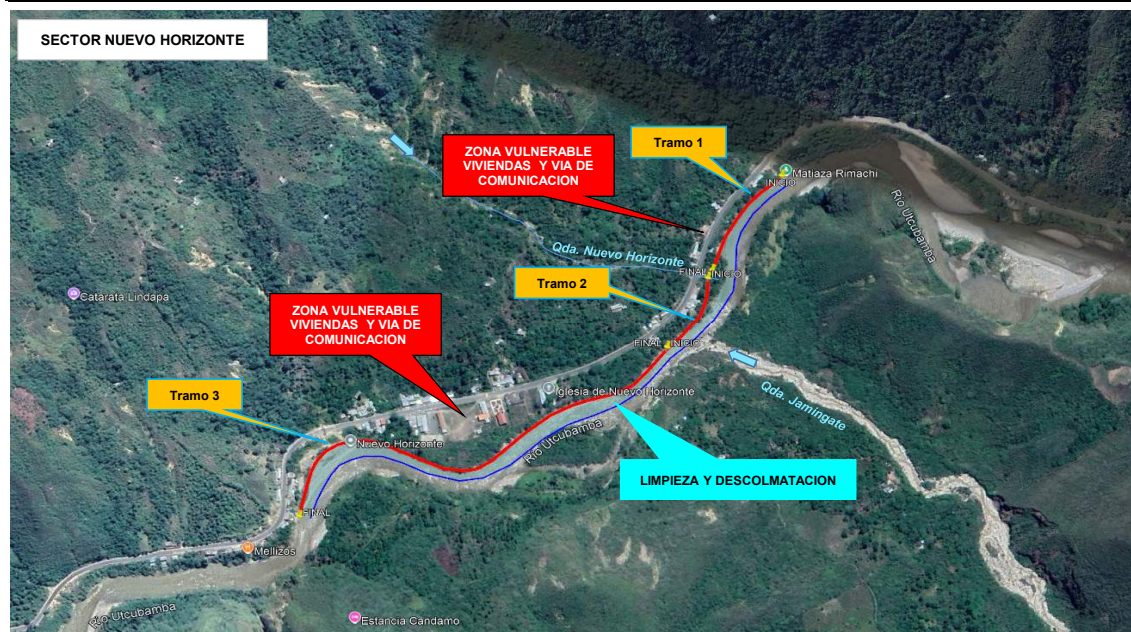 SECTOR NUEVO HORIZONTE
Tramo 1
ZONA VULNERABLE
VIVIENDAS Y VIA DE
COMUNICACION
Matiaza Rimachi
INICIO
Río Utcubamba
Qda. Nuevo Horizonte
FINAL
INICIO
Tramo 2
Catarata Lindapa
ZONA VULNERABLE
VIVIENDAS Y VIA DE
COMUNICACION
FINAL
INICIO
Iglesia de Nuevo Horizonte
Qda. Jamingate
Tramo 3
Nuevo Horizonte
Río Utcubamba
LIMPIEZA Y DESCOLMATACION
FINAL
Mellizos
Río Utcubamba
Estancia Candamo